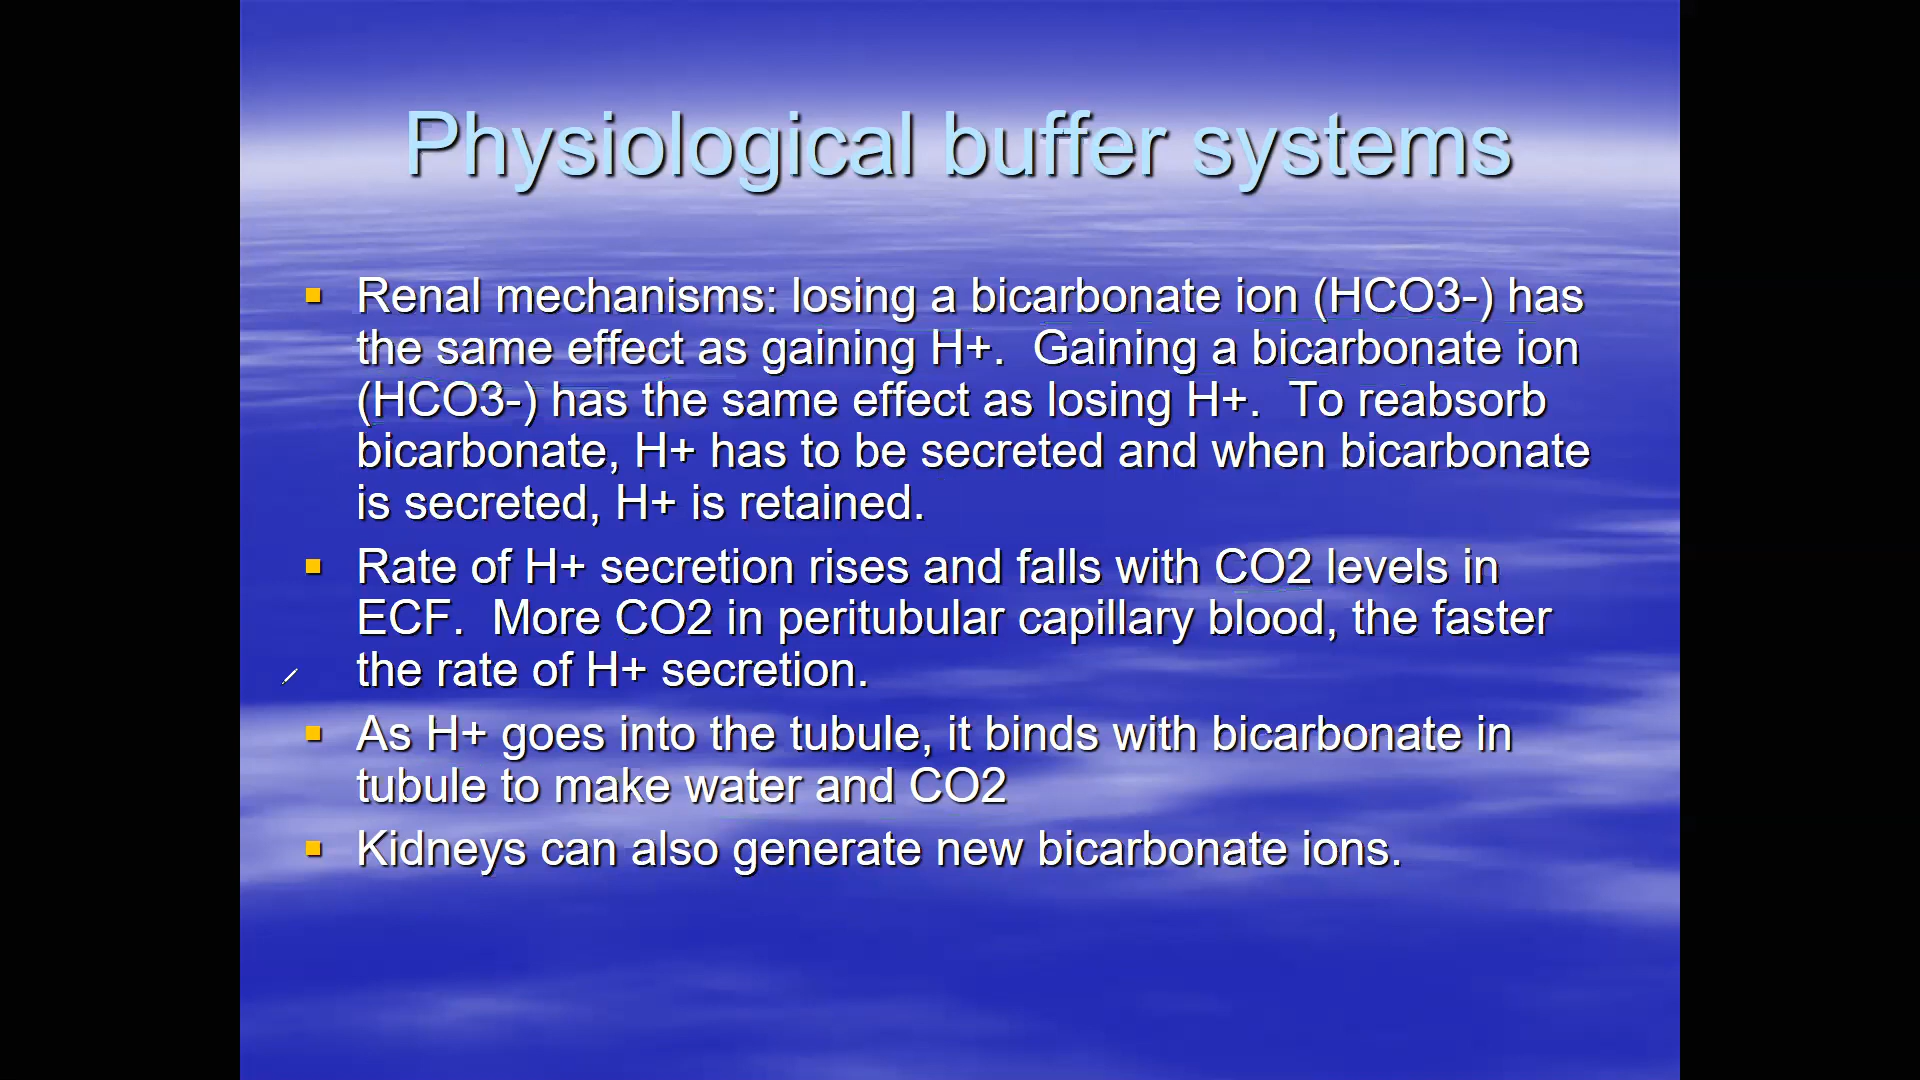 Physiological buffer systems
Renal mechanisms: losing a bicarbonate ion (HCO3-) has
the same effect as gaining H+.  Gaining a bicarbonate ion
(HCO3-) has the same effect as losing H+.  To reabsorb
bicarbonate, H+ has to be secreted and when bicarbonate
is secreted, H+ is retained.
Rate of H+ secretion rises and falls with CO2 levels in
ECF.  More CO2 in peritubular capillary blood, the faster
the rate of H+ secretion.
As H+ goes into the tubule, it binds with bicarbonate in
tubule to make water and CO2
Kidneys can also generate new bicarbonate ions.